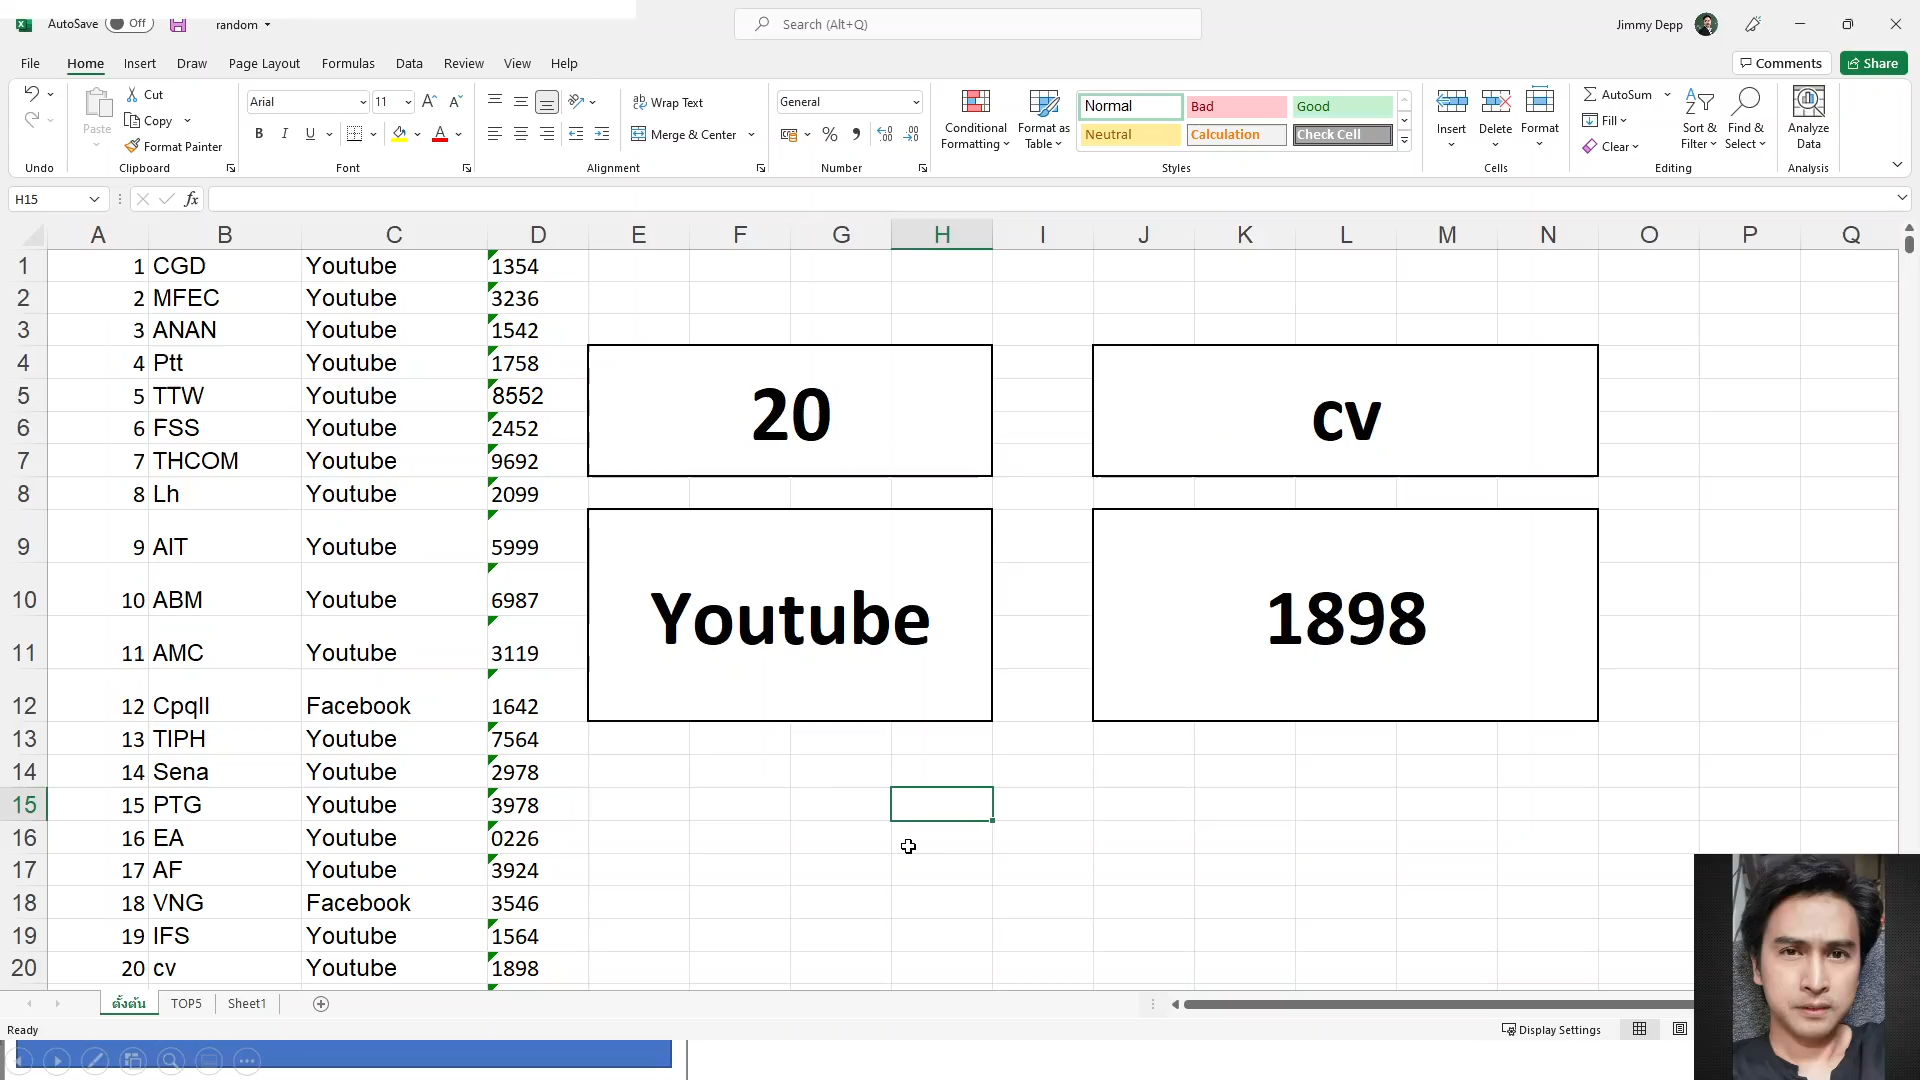 AutoSave Off random Search (Alt+Q) Jimmy Depp
File Home Insert Draw Page Layout Formulas Data Review View Help Comments Share
Paste Cut Copy Format Painter
Arial 11 B I U
Wrap Text Merge & Center
General
Conditional Formatting Format as Table
Normal Bad Good
Neutral Calculation Check Cell
Insert Delete Format
AutoSum Fill Clear
Sort & Filter Find & Select
Analyze Data
Undo Clipboard Font Alignment Number Styles Cells Editing Analysis
H15 fx
A B C D E F G H I J K L M N O P Q
1 1 CGD Youtube 1354
2 2 MFEC Youtube 3236
3 3 ANAN Youtube 1542
4 4 Ptt Youtube 1758
5 5 TTW Youtube 8552
6 6 FSS Youtube 2452
7 7 THCOM Youtube 9692
8 8 Lh Youtube 2099
9 9 AIT Youtube 5999
10 10 ABM Youtube 6987
11 11 AMC Youtube 3119
12 12 Cpqll Facebook 1642
13 13 TIPH Youtube 7564
14 14 Sena Youtube 2978
15 15 PTG Youtube 3978
16 16 EA Youtube 0226
17 17 AF Youtube 3924
18 18 VNG Facebook 3546
19 19 IFS Youtube 1564
20 20 cv Youtube 1898
20
cv
Youtube
1898
ตั้งต้น TOP5 Sheet1
Ready Display Settings